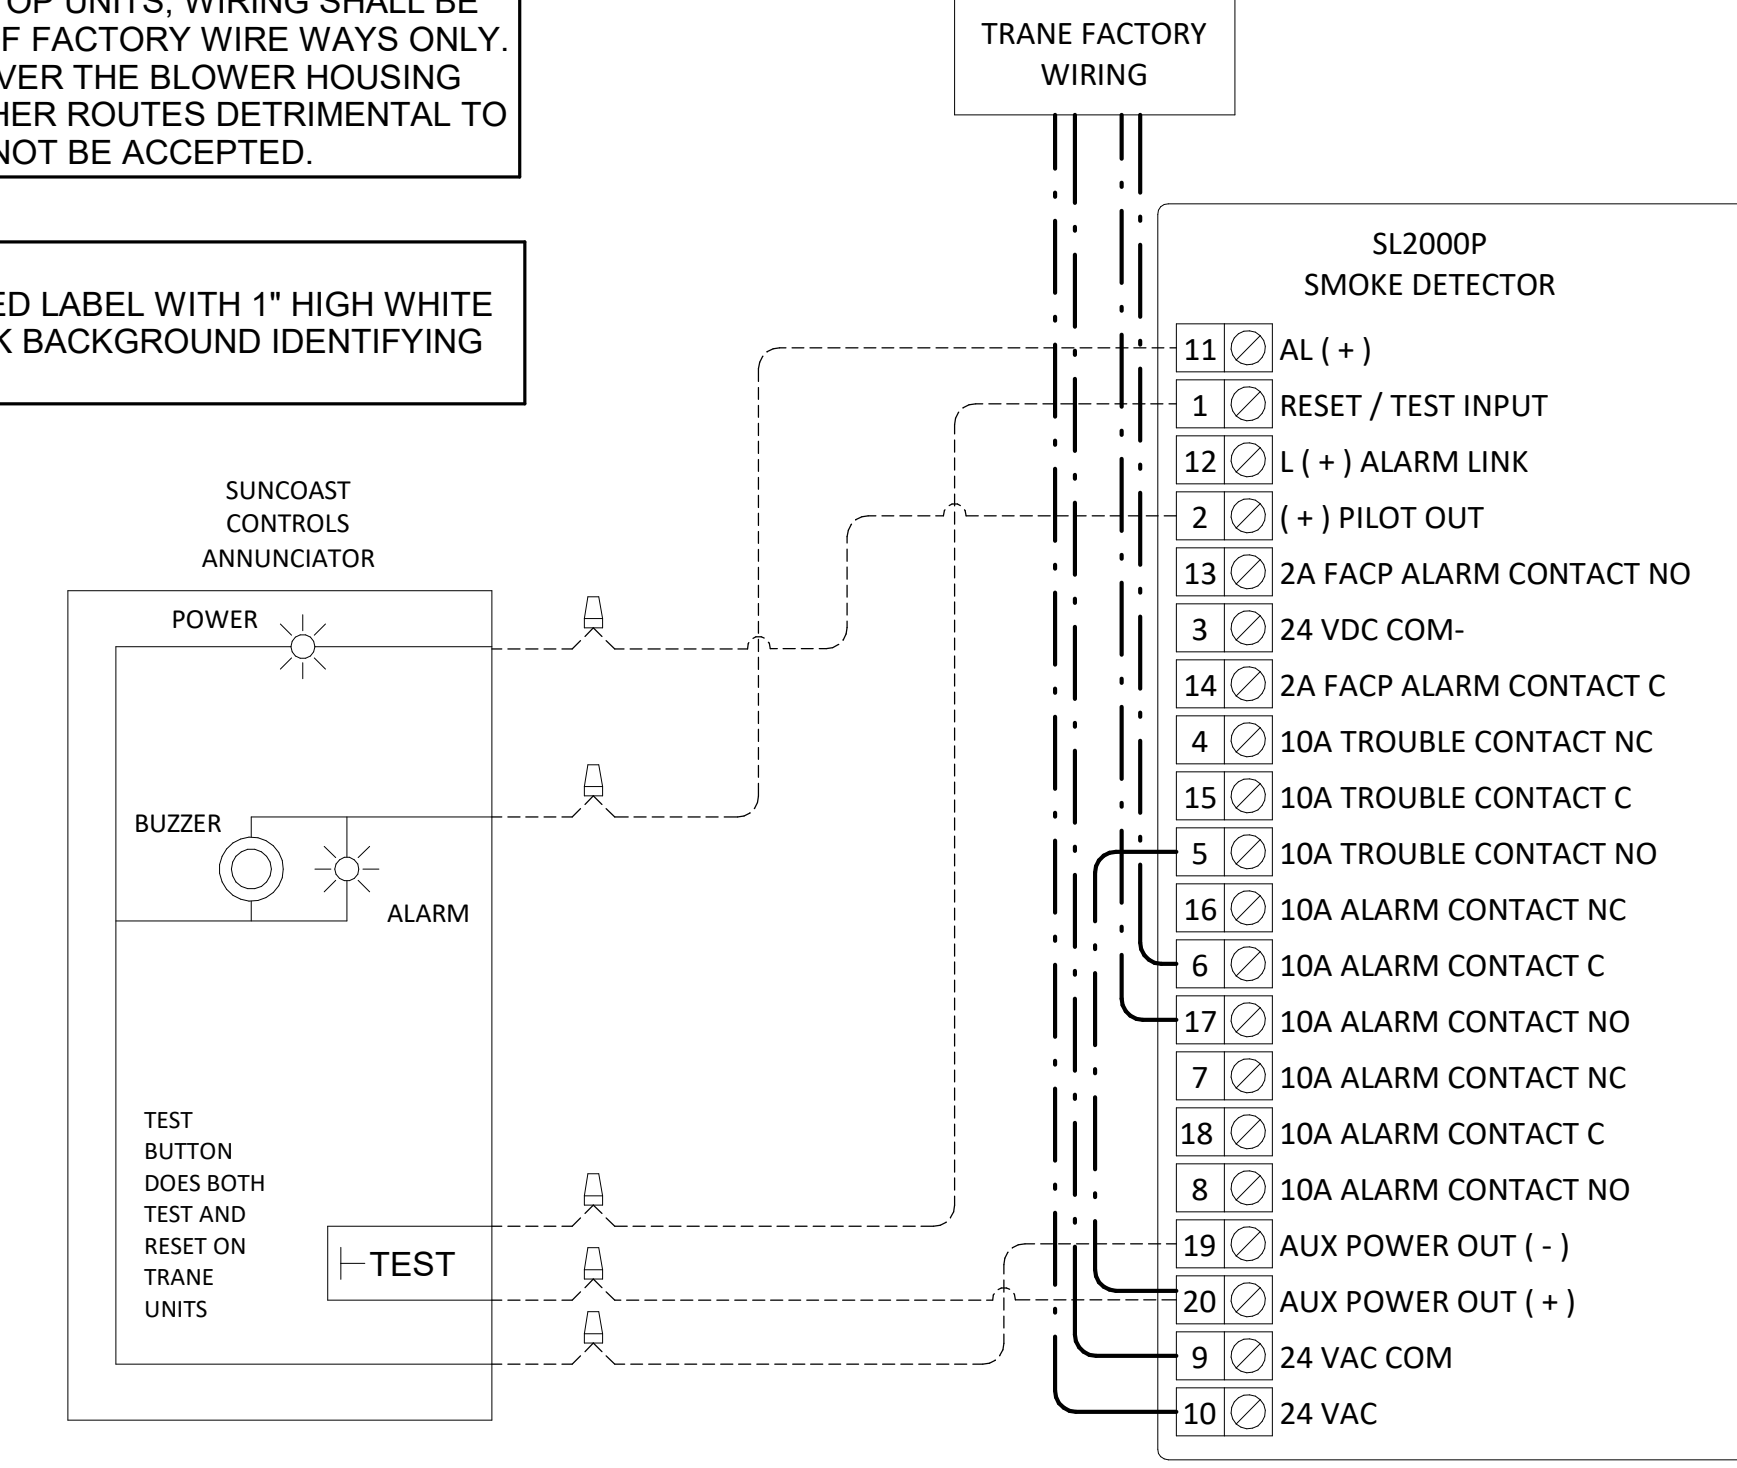 OP UNITS, WIRING SHALL BE
F FACTORY WIRE WAYS ONLY.
VER THE BLOWER HOUSING
HER ROUTES DETRIMENTAL TO
NOT BE ACCEPTED.
ED LABEL WITH 1" HIGH WHITE
K BACKGROUND IDENTIFYING
TRANE FACTORY
WIRING
SUNCOAST
CONTROLS
ANNUNCIATOR
POWER
BUZZER
ALARM
TEST
BUTTON
DOES BOTH
TEST AND
RESET ON
TRANE
UNITS
TEST
SL2000P
SMOKE DETECTOR
11 AL ( + )
1 RESET / TEST INPUT
12 L ( + ) ALARM LINK
2 ( + ) PILOT OUT
13 2A FACP ALARM CONTACT NO
3 24 VDC COM-
14 2A FACP ALARM CONTACT C
4 10A TROUBLE CONTACT NC
15 10A TROUBLE CONTACT C
5 10A TROUBLE CONTACT NO
16 10A ALARM CONTACT NC
6 10A ALARM CONTACT C
17 10A ALARM CONTACT NO
7 10A ALARM CONTACT NC
18 10A ALARM CONTACT C
8 10A ALARM CONTACT NO
19 AUX POWER OUT ( - )
20 AUX POWER OUT ( + )
9 24 VAC COM
10 24 VAC